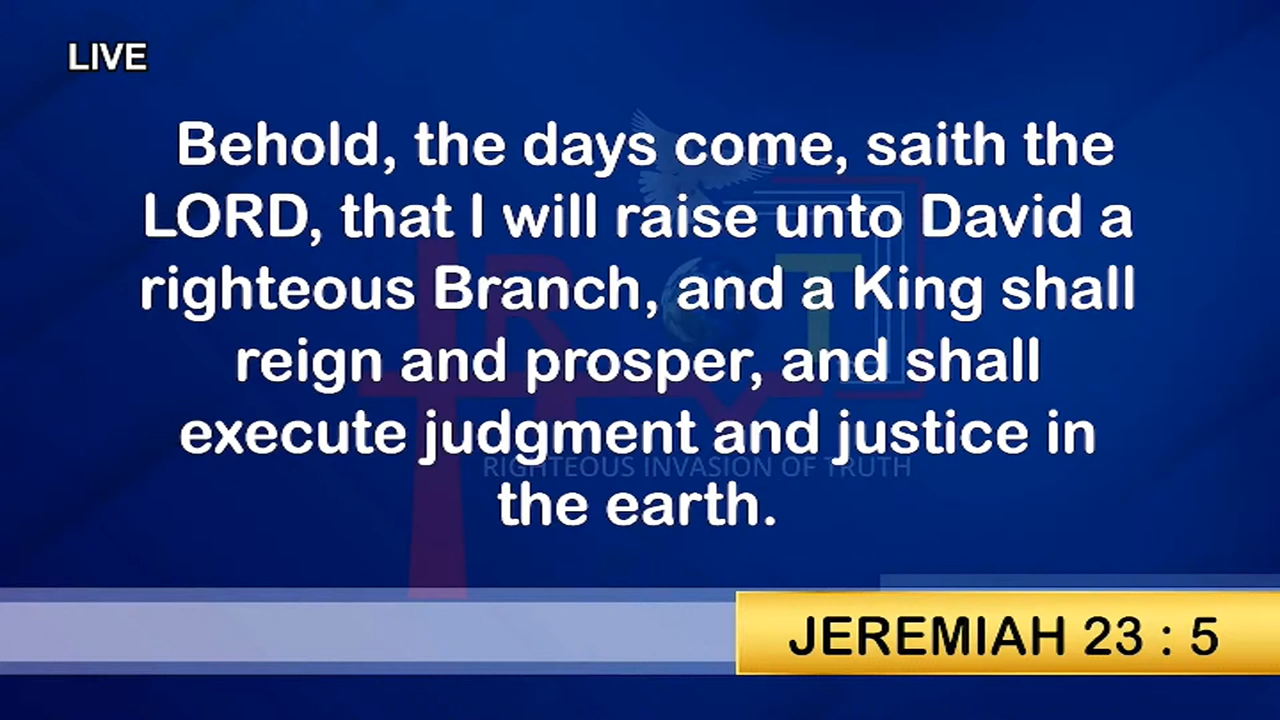 LIVE
Behold, the days come, saith the
LORD, that I will raise unto David a
righteous Branch, and a King shall
reign and prosper, and shall
execute judgment and justice in
RIGHTEOUS INVASION OF TRUTH
the earth.
JEREMIAH 23 : 5